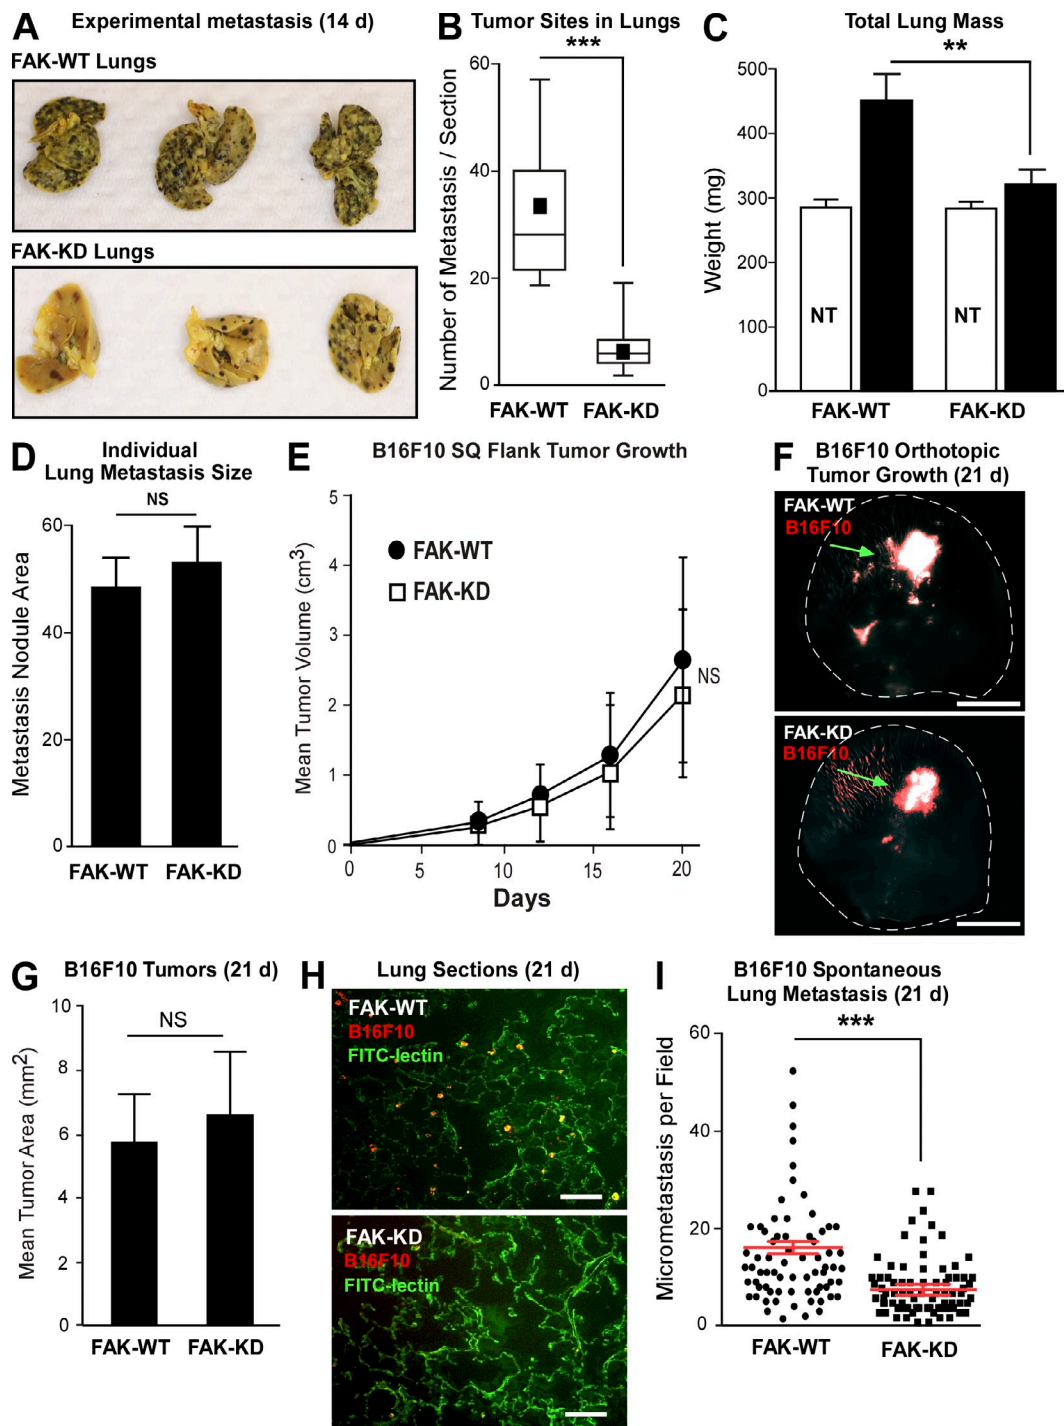 A
Experimental metastasis (14 d)
FAK-WT Lungs
FAK-KD Lungs
B
Tumor Sites in Lungs
***
Number of Metastasis / Section
60
40
20
0
FAK-WT
FAK-KD
C
Total Lung Mass
**
Weight (mg)
500
400
300
200
100
0
NT
NT
FAK-WT
FAK-KD
D
Individual
Lung Metastasis Size
NS
Metastasis Nodule Area
60
40
20
0
FAK-WT
FAK-KD
E
B16F10 SQ Flank Tumor Growth
Mean Tumor Volume (cm3)
5
4
3
2
1
0
FAK-WT
FAK-KD
NS
0
5
10
15
20
Days
F
B16F10 Orthotopic
Tumor Growth (21 d)
FAK-WT
B16F10
FAK-KD
B16F10
G
B16F10 Tumors (21 d)
NS
Mean Tumor Area (mm2)
10
8
6
4
2
0
FAK-WT
FAK-KD
H
Lung Sections (21 d)
FAK-WT
B16F10
FITC-lectin
FAK-KD
B16F10
FITC-lectin
I
B16F10 Spontaneous
Lung Metastasis (21 d)
***
Micrometastasis per Field
60
40
20
0
FAK-WT
FAK-KD